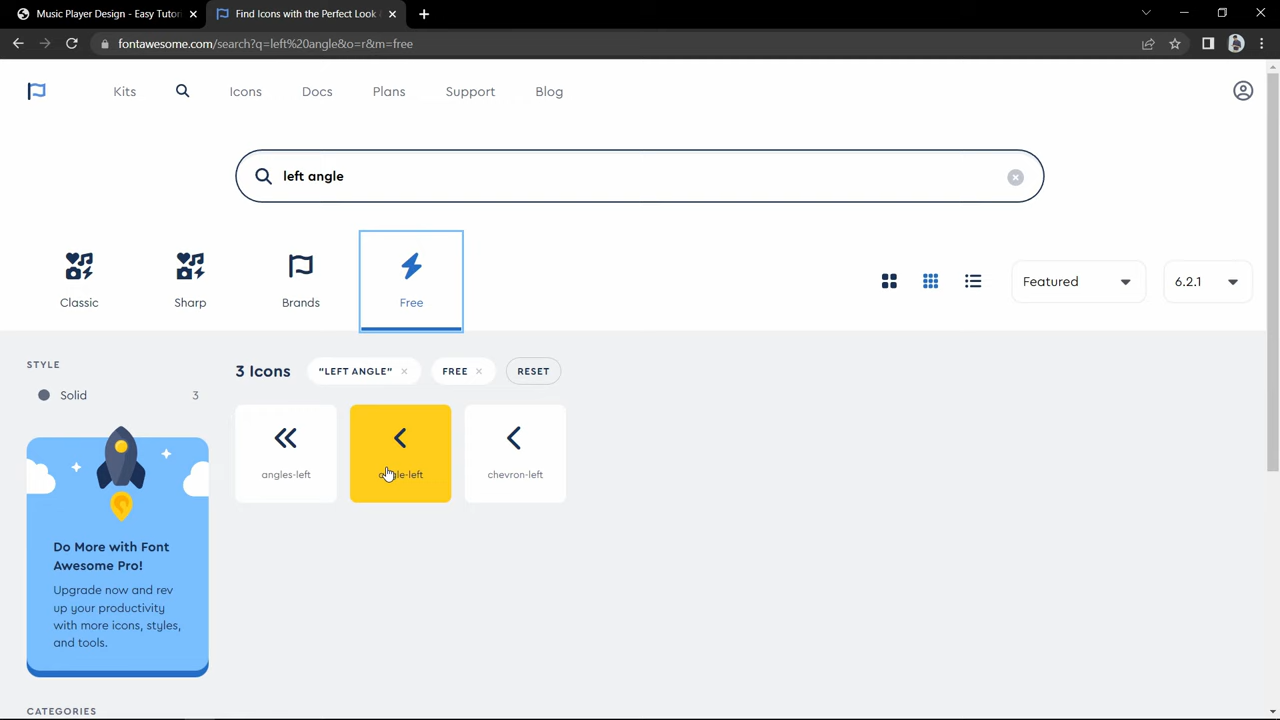 Music Player Design - Easy Tutori
Find Icons with the Perfect Look &
fontawesome.com/search?q=left%20angle&o=r&m=free
Kits
Icons
Docs
Plans
Support
Blog
left angle
Classic
Sharp
Brands
Free
Featured
6.2.1
STYLE
Solid 3
3 Icons
"LEFT ANGLE" ×
FREE ×
RESET
angles-left
angle-left
chevron-left
Do More with Font
Awesome Pro!
Upgrade now and rev
up your productivity
with more icons, styles,
and tools.
CATEGORIES